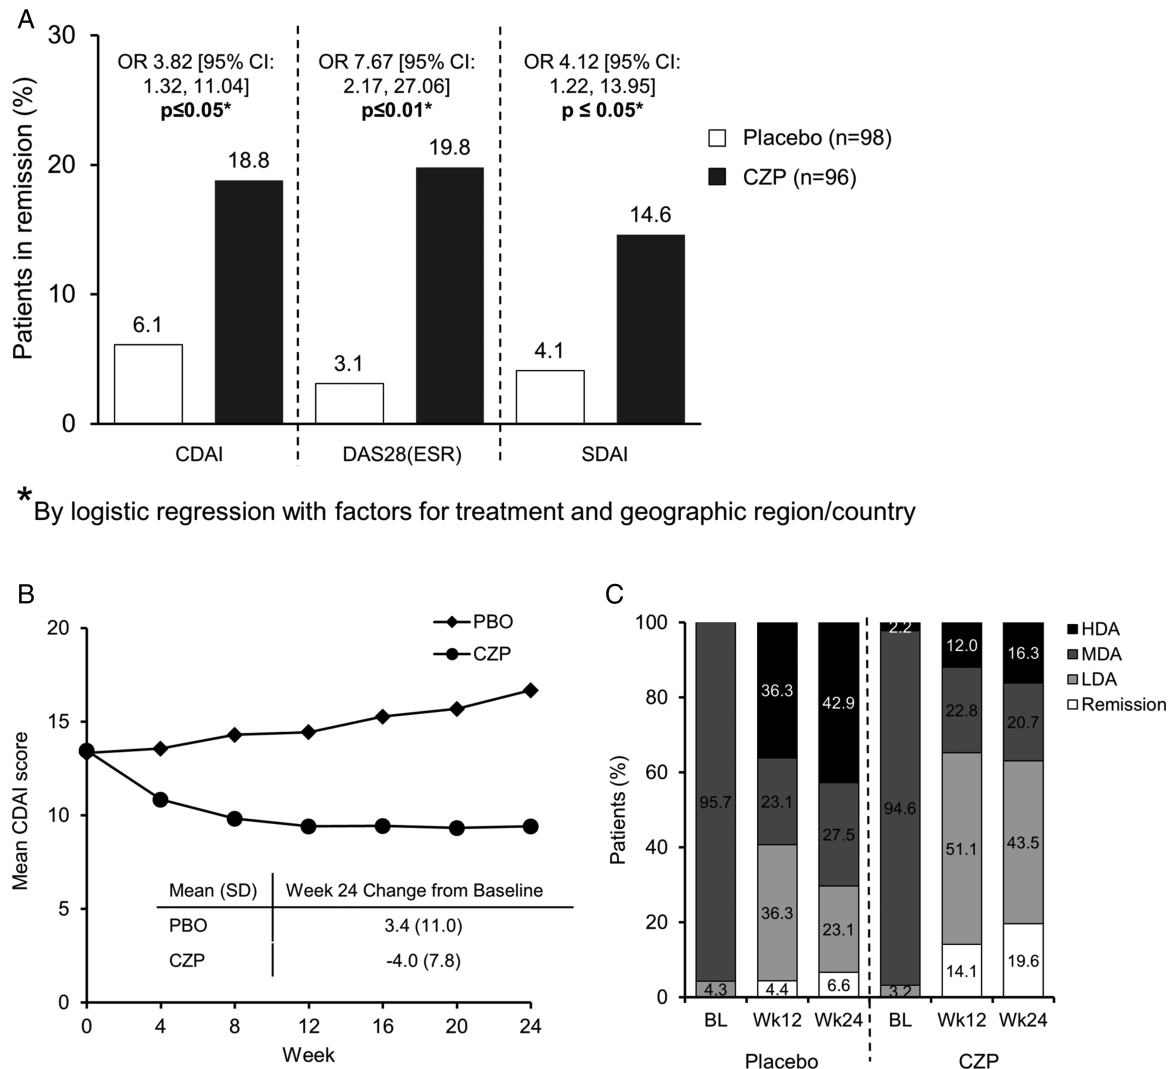 A
30
20
10
0
Patients in remission (%)
OR 3.82 [95% CI:
1.32, 11.04]
p≤0.05*
OR 7.67 [95% CI:
2.17, 27.06]
p≤0.01*
OR 4.12 [95% CI:
1.22, 13.95]
p ≤ 0.05*
6.1
18.8
3.1
19.8
4.1
14.6
CDAI
DAS28(ESR)
SDAI
Placebo (n=98)
CZP (n=96)
*By logistic regression with factors for treatment and geographic region/country
B
20
15
10
5
0
Mean CDAI score
PBO
CZP
Mean (SD) Week 24 Change from Baseline
PBO 3.4 (11.0)
CZP -4.0 (7.8)
0 4 8 12 16 20 24
Week
C
100
80
60
40
20
0
Patients (%)
95.7
4.3
36.3
23.1
36.3
4.4
42.9
27.5
23.1
6.6
2.2
94.6
3.2
12.0
22.8
51.1
14.1
16.3
20.7
43.5
19.6
BL Wk12 Wk24 BL Wk12 Wk24
Placebo CZP
HDA
MDA
LDA
Remission